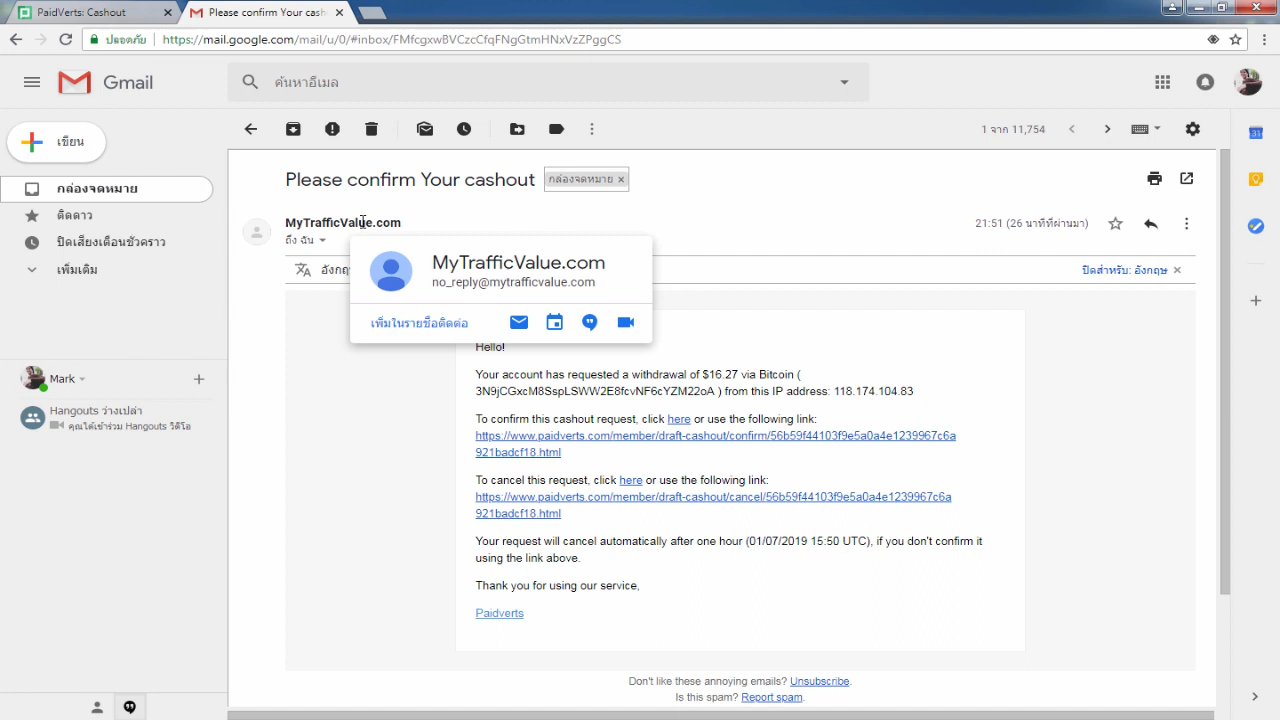 PaidVerts: Cashout
Please confirm Your cash
ปลอดภัย
https://mail.google.com/mail/u/0/#inbox/FMfcgxwBVCzcCfqFNgGtmHNxVzZPggCS
Gmail
ค้นหาอีเมล
เขียน
1 จาก 11,754
กล่องจดหมาย
ติดดาว
ปิดเสียงเตือนชั่วคราว
เพิ่มเติม
Please confirm Your cashout
กล่องจดหมาย x
MyTrafficValue.com
21:51 (26 นาทีที่ผ่านมา)
ถึง ฉัน
อังกฤ
ปิดสำหรับ: อังกฤษ x
MyTrafficValue.com
no_reply@mytrafficvalue.com
เพิ่มในรายชื่อติดต่อ
Hello!
Your account has requested a withdrawal of $16.27 via Bitcoin (
3N9jCGxcM8SspLSWW2E8fcvNF6cYZM22oA ) from this IP address: 118.174.104.83
To confirm this cashout request, click here or use the following link:
https://www.paidverts.com/member/draft-cashout/confirm/56b59f44103f9e5a0a4e1239967c6a
921badcf18.html
To cancel this request, click here or use the following link:
https://www.paidverts.com/member/draft-cashout/cancel/56b59f44103f9e5a0a4e1239967c6a
921badcf18.html
Your request will cancel automatically after one hour (01/07/2019 15:50 UTC), if you don't confirm it
using the link above.
Thank you for using our service,
Paidverts
Don't like these annoying emails? Unsubscribe.
Is this spam? Report spam.
Mark
Hangouts ว่างเปล่า
คุณได้เข้าร่วม Hangouts วิดีโอ
31